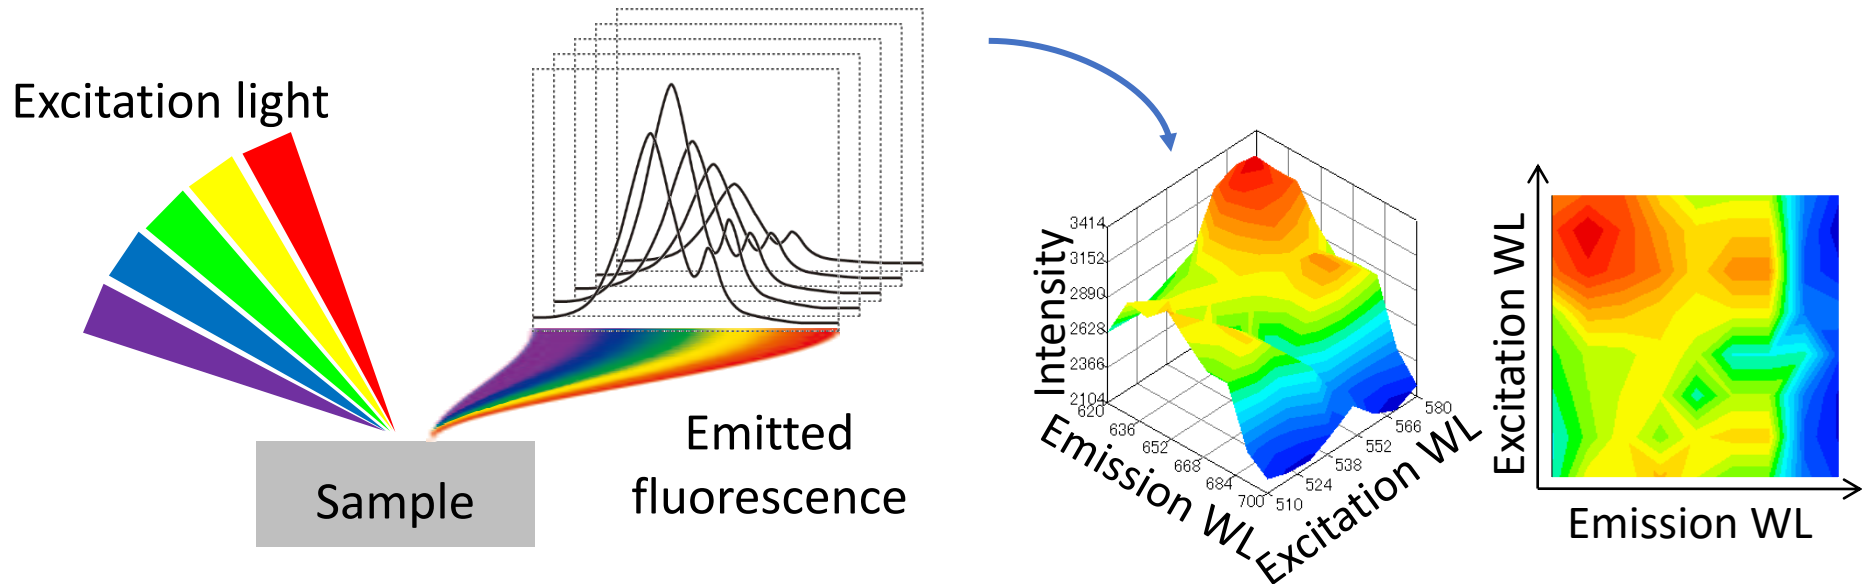 Excitation light
Sample
Emitted
fluorescence
Intensity
3414
3152
2890
2628
2366
2104
620
636
652
668
684
700
Emission WL
510
524
538
552
566
580
Excitation WL
Excitation WL
Emission WL